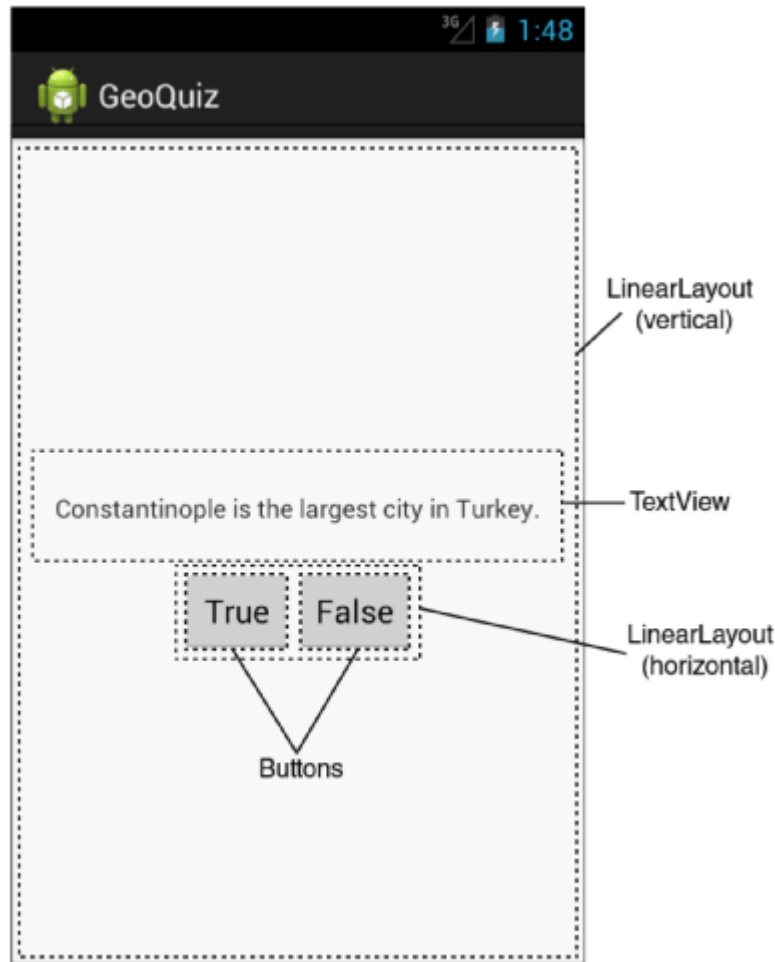 3G 1:48
GeoQuiz
LinearLayout
(vertical)
Constantinople is the largest city in Turkey.
TextView
True False
LinearLayout
(horizontal)
Buttons